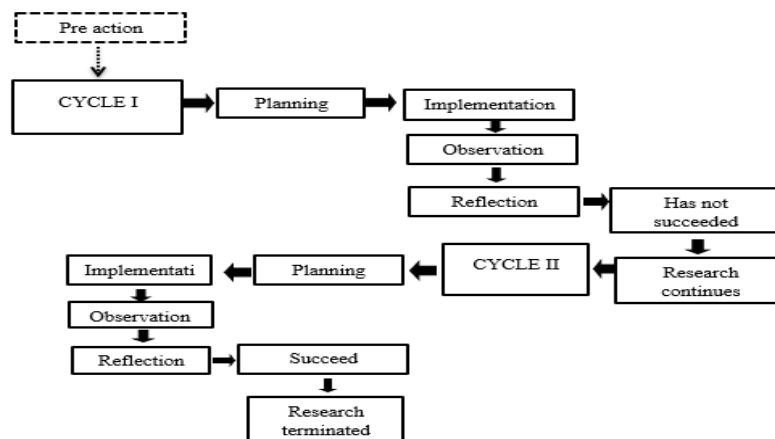 Pre action
CYCLE I
Planning
Implementation
Observation
Reflection
Has not
succeeded
Research
continues
CYCLE II
Planning
Implementati
Observation
Reflection
Succeed
Research
terminated